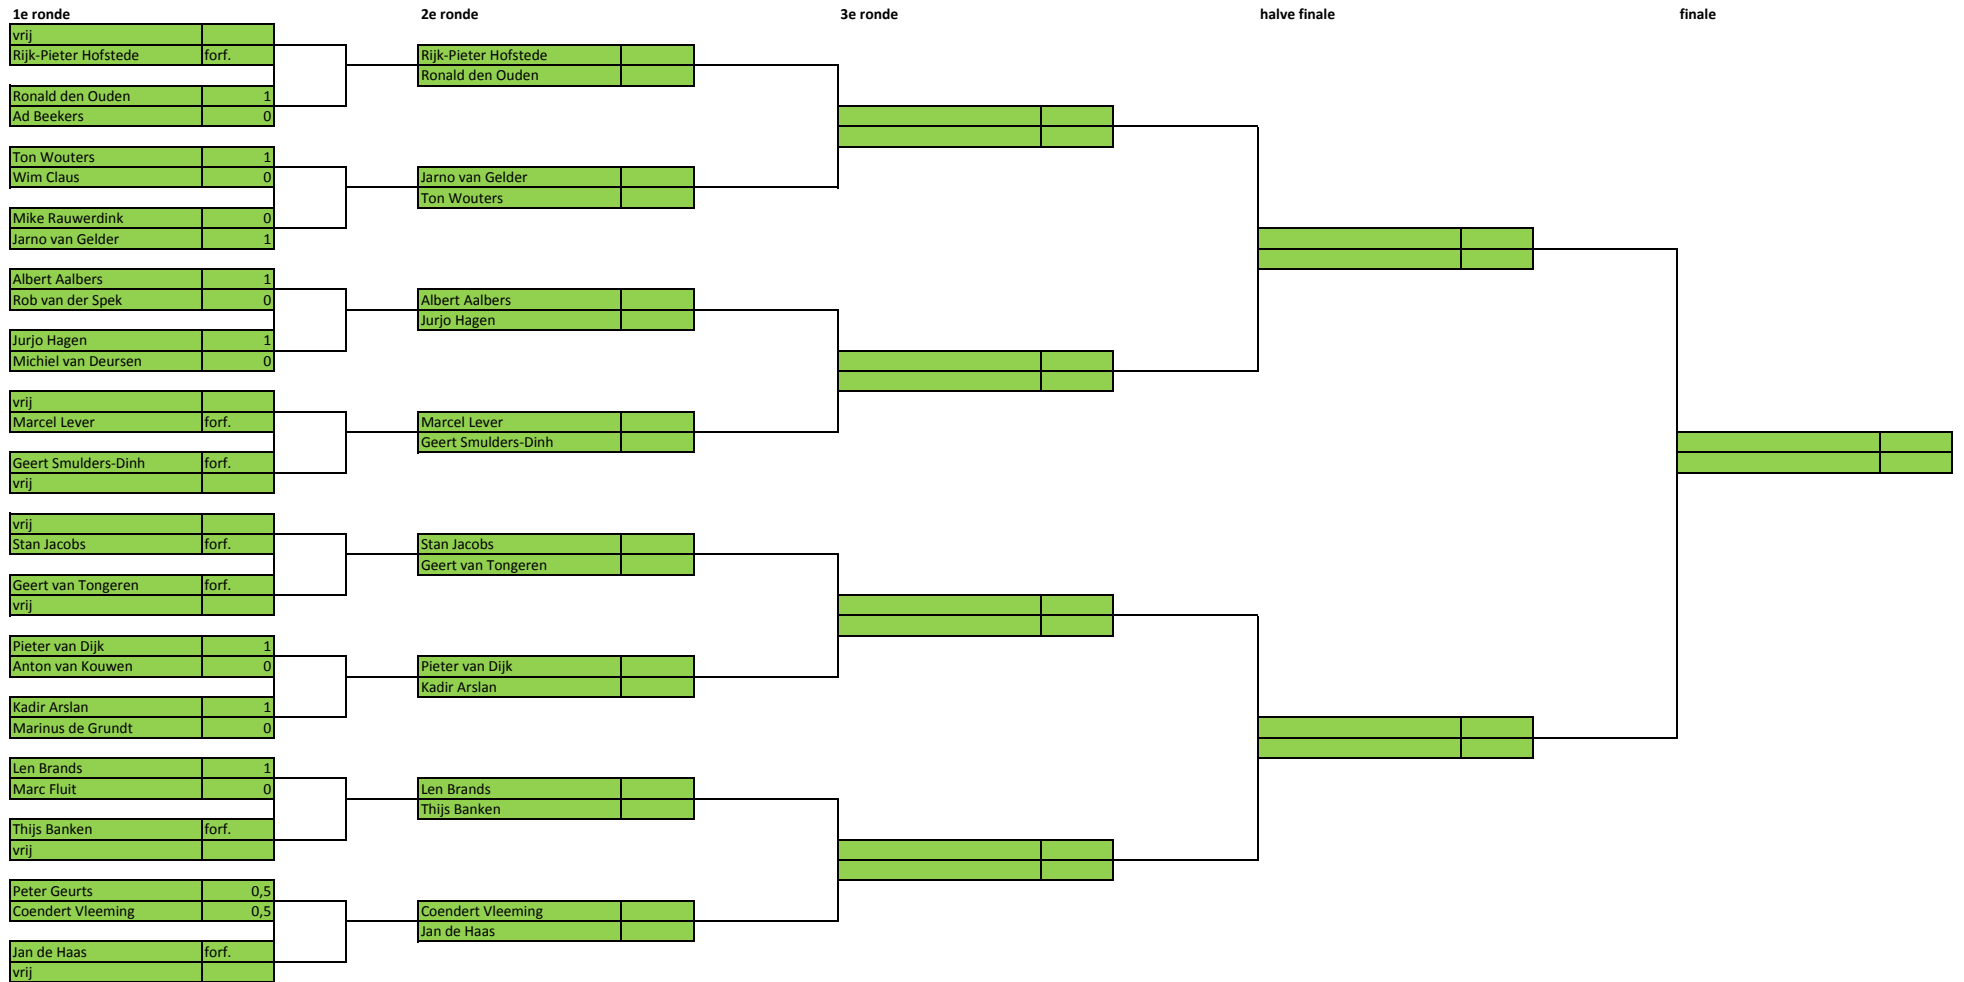 1e ronde 2e ronde 3e ronde halve finale finale
vrij
Rijk-Pieter Hofstede forf.
Ronald den Ouden 1
Ad Beekers 0
Ton Wouters 1
Wim Claus 0
Mike Rauwerdink 0
Jarno van Gelder 1
Albert Aalbers 1
Rob van der Spek 0
Jurjo Hagen 1
Michiel van Deursen 0
vrij
Marcel Lever forf.
Geert Smulders-Dinh forf.
vrij
vrij
Stan Jacobs forf.
Geert van Tongeren forf.
vrij
Pieter van Dijk 1
Anton van Kouwen 0
Kadir Arslan 1
Marinus de Grundt 0
Len Brands 1
Marc Fluit 0
Thijs Banken forf.
vrij
Peter Geurts 0,5
Coendert Vleeming 0,5
Jan de Haas forf.
vrij
Rijk-Pieter Hofstede
Ronald den Ouden
Jarno van Gelder
Ton Wouters
Albert Aalbers
Jurjo Hagen
Marcel Lever
Geert Smulders-Dinh
Stan Jacobs
Geert van Tongeren
Pieter van Dijk
Kadir Arslan
Len Brands
Thijs Banken
Coendert Vleeming
Jan de Haas